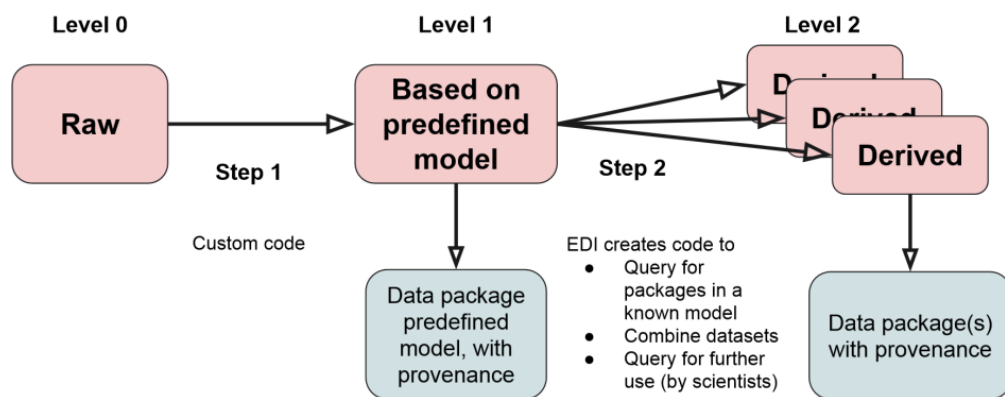 Level 0
Level 1
Level 2
Raw
Based on
predefined
model
Derived
Derived
Derived
Step 1
Step 2
Custom code
EDI creates code to
● Query for
packages in a
known model
● Combine datasets
● Query for further
use (by scientists)
Data package
predefined
model, with
provenance
Data package(s)
with provenance